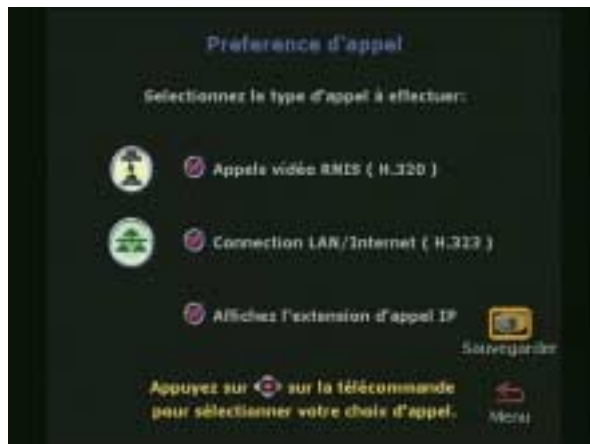 Preference d'appel
Selectionnez le type d'appel à effectuer:
Appels vidéo RNIS ( H.320 )
Connection LAN/Internet ( H.323 )
Affichez l'extension d'appel IP
Sauvegarder
Appuyez sur sur la télécommande
pour sélectionner votre choix d'appel.
Menu